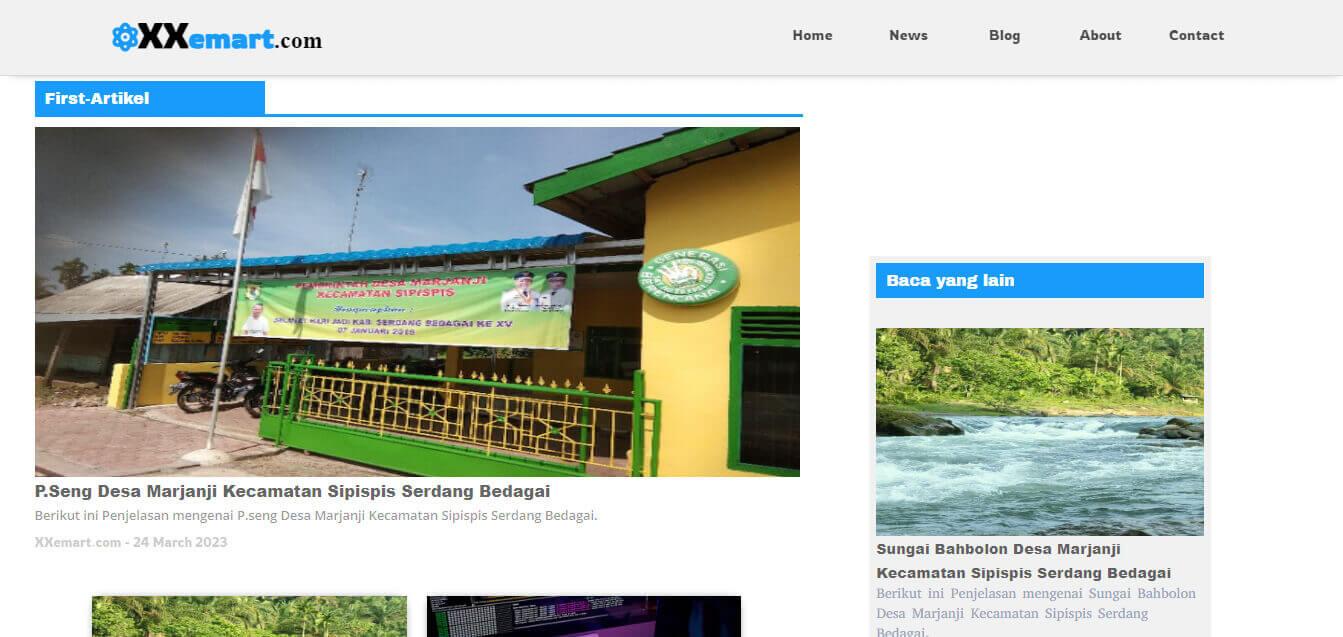 XXemart.com
Home News Blog About Contact
First-Artikel
PEMERINTAH DESA MARJANJI
KECAMATAN SIPISPIS
SELAMAT HARI JADI KAB. SERDANG BEDAGAI KE XV
07 JANUARI 2019
GENERASI
BERENCANA
P.Seng Desa Marjanji Kecamatan Sipispis Serdang Bedagai
Berikut ini Penjelasan mengenai P.seng Desa Marjanji Kecamatan Sipispis Serdang Bedagai.
XXemart.com - 24 March 2023
Baca yang lain
Sungai Bahbolon Desa Marjanji
Kecamatan Sipispis Serdang Bedagai
Berikut ini Penjelasan mengenai Sungai Bahbolon
Desa Marjanji Kecamatan Sipispis Serdang
Bedagai.